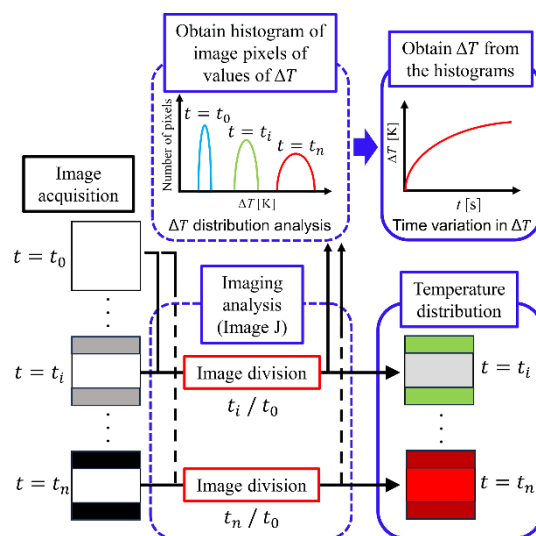 Obtain histogram of
image pixels of
values of ΔT
Obtain ΔT from
the histograms
Number of pixels
t = t₀
t = tᵢ
t = tₙ
ΔT [K]
ΔT distribution analysis
ΔT [K]
t [s]
Time variation in ΔT
Image
acquisition
t = t₀
Imaging
analysis
(Image J)
Temperature
distribution
t = tᵢ
Image division
tᵢ / t₀
t = tᵢ
t = tₙ
Image division
tₙ / t₀
t = tₙ